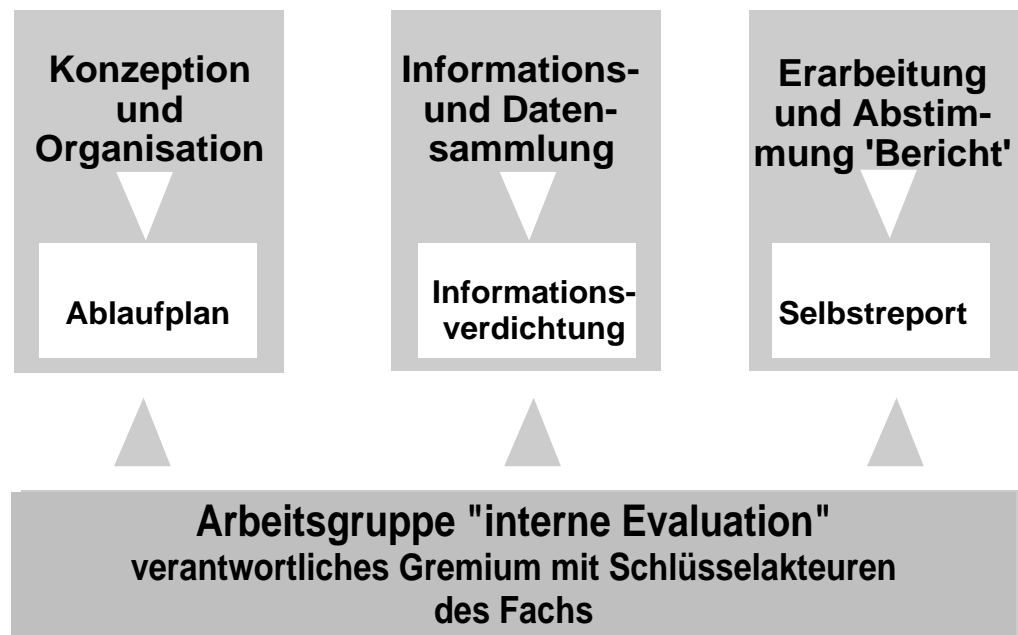 Konzeption
und
Organisation
Ablaufplan
Informations-
und Daten-
sammlung
Informations-
verdichtung
Erarbeitung
und Abstim-
mung 'Bericht'
Selbstreport
Arbeitsgruppe "interne Evaluation"
verantwortliches Gremium mit Schlüsselakteuren
des Fachs